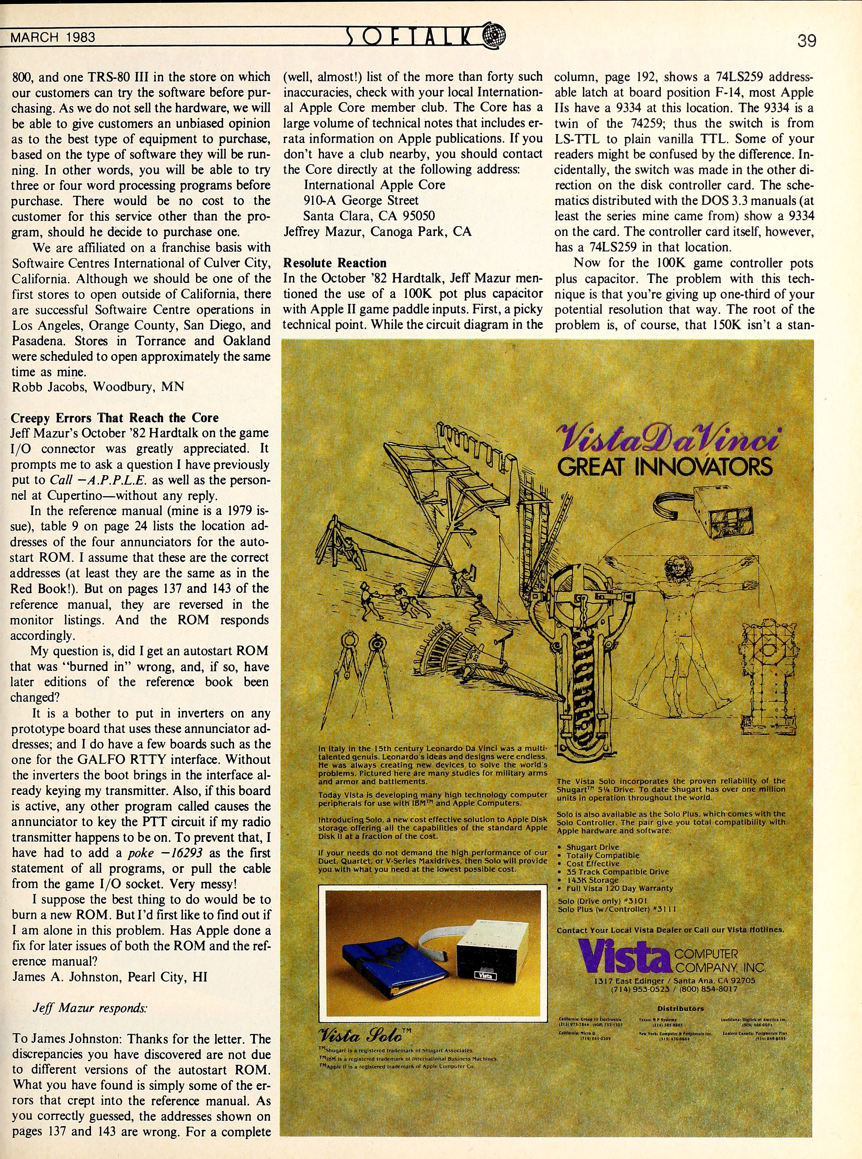 MARCH 1983
SOFTALK
39
800, and one TRS-80 III in the store on which
our customers can try the software before pur-
chasing. As we do not sell the hardware, we will
be able to give customers an unbiased opinion
as to the best type of equipment to purchase,
based on the type of software they will be run-
ning. In other words, you will be able to try
three or four word processing programs before
purchase. There would be no cost to the
customer for this service other than the pro-
gram, should he decide to purchase one.
We are affiliated on a franchise basis with
Softwaire Centres International of Culver City,
California. Although we should be one of the
first stores to open outside of California, there
are successful Softwaire Centre operations in
Los Angeles, Orange County, San Diego, and
Pasadena. Stores in Torrance and Oakland
were scheduled to open approximately the same
time as mine.
Robb Jacobs, Woodbury, MN
Creepy Errors That Reach the Core
Jeff Mazur's October '82 Hardtalk on the game
I/O connector was greatly appreciated. It
prompts me to ask a question I have previously
put to Call —A.P.P.L.E. as well as the person-
nel at Cupertino—without any reply.
In the reference manual (mine is a 1979 is-
sue), table 9 on page 24 lists the location ad-
dresses of the four annunciators for the auto-
start ROM. I assume that these are the correct
addresses (at least they are the same as in the
Red Book!). But on pages 137 and 143 of the
reference manual, they are reversed in the
monitor listings. And the ROM responds
accordingly.
My question is, did I get an autostart ROM
that was "burned in" wrong, and, if so, have
later editions of the reference book been
changed?
It is a bother to put in inverters on any
prototype board that uses these annunciator ad-
dresses; and I do have a few boards such as the
one for the GALFO RTTY interface. Without
the inverters the boot brings in the interface al-
ready keying my transmitter. Also, if this board
is active, any other program called causes the
annunciator to key the PTT circuit if my radio
transmitter happens to be on. To prevent that, I
have had to add a poke —16293 as the first
statement of all programs, or pull the cable
from the game I/O socket. Very messy!
I suppose the best thing to do would be to
burn a new ROM. But I'd first like to find out if
I am alone in this problem. Has Apple done a
fix for later issues of both the ROM and the ref-
erence manual?
James A. Johnston, Pearl City, HI
Jeff Mazur responds:
To James Johnston: Thanks for the letter. The
discrepancies you have discovered are not due
to different versions of the autostart ROM.
What you have found is simply some of the er-
rors that crept into the reference manual. As
you correctly guessed, the addresses shown on
pages 137 and 143 are wrong. For a complete
(well, almost!) list of the more than forty such
inaccuracies, check with your local Internation-
al Apple Core member club. The Core has a
large volume of technical notes that includes er-
rata information on Apple publications. If you
don't have a club nearby, you should contact
the Core directly at the following address:
International Apple Core
910-A George Street
Santa Clara, CA 95050
Jeffrey Mazur, Canoga Park, CA
Resolute Reaction
In the October '82 Hardtalk, Jeff Mazur men-
tioned the use of a 100K pot plus capacitor
with Apple II game paddle inputs. First, a picky
technical point. While the circuit diagram in the
column, page 192, shows a 74LS259 address-
able latch at board position F-14, most Apple
IIs have a 9334 at this location. The 9334 is a
twin of the 74259; thus the switch is from
LS-TTL to plain vanilla TTL. Some of your
readers might be confused by the difference. In-
cidentally, the switch was made in the other di-
rection on the disk controller card. The sche-
matics distributed with the DOS 3.3 manuals (at
least the series mine came from) show a 9334
on the card. The controller card itself, however,
has a 74LS259 in that location.
Now for the 100K game controller pots
plus capacitor. The problem with this tech-
nique is that you're giving up one-third of your
potential resolution that way. The root of the
problem is, of course, that 150K isn't a stan-
Vista DaVinci
GREAT INNOVATORS
In Italy in the 15th century Leonardo Da Vinci was a multi-
talented genius. Leonardo's ideas and designs were endless.
He was always creating new devices to solve the world's
problems. Pictured here are many studies for military arms
and armor and battlements.
Today Vista is developing many high technology computer
peripherals for use with IBM™ and Apple Computers.
Introducing Solo, a new cost effective solution to Apple Disk
storage offering all the capabilities of the standard Apple
Disk II at a fraction of the cost.
If your needs do not demand the high performance of our
Duet, Quartet, or V-Series Maxidrives, then Solo will provide
you with what you need at the lowest possible cost.
Vista
Vista Solo™
™Shugart is a registered trademark of Shugart Associates.
™IBM is a registered trademark of International Business Machines.
™Apple II is a registered trademark of Apple Computer Co.
The Vista Solo incorporates the proven reliability of the
Shugart™ 5¼ Drive. To date Shugart has over one million
units in operation throughout the world.
Solo is also available as the Solo Plus, which comes with the
Solo Controller. The pair give you total compatibility with
Apple hardware and software.
• Shugart Drive
• Totally Compatible
• Cost Effective
• 35 Track Compatible Drive
• 143K Storage
• Full Vista 120 Day Warranty
Solo (Drive only) #3101
Solo Plus (w/Controller) #3111
Contact Your Local Vista Dealer or Call our Vista Hotlines.
Vista COMPUTER
COMPANY, INC.
1317 East Edinger / Santa Ana, CA 92705
(714) 953-0523 / (800) 854-8017
Distributors